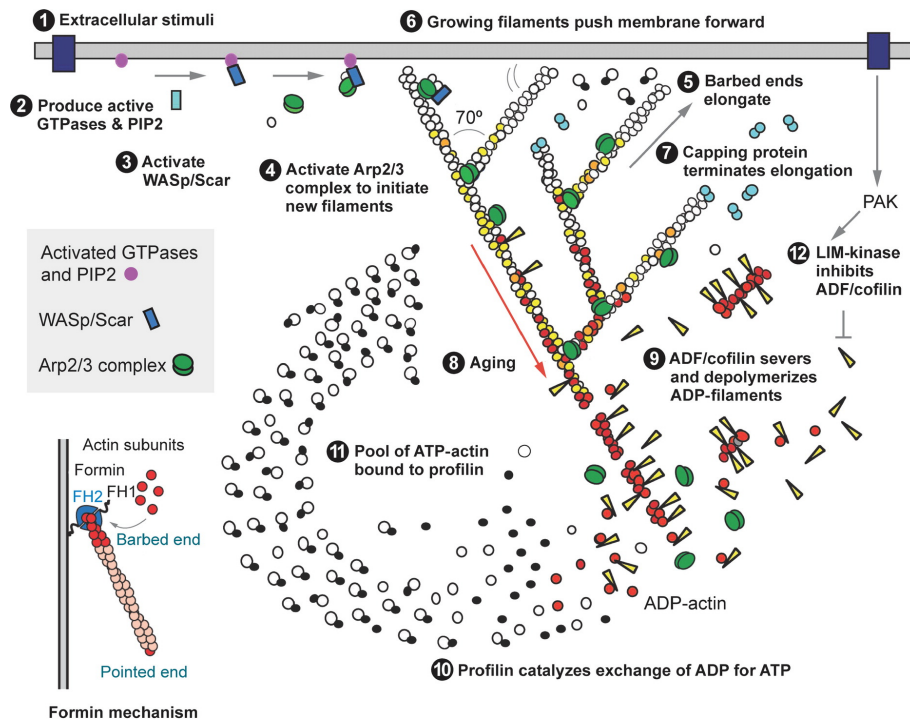 1 Extracellular stimuli
6 Growing filaments push membrane forward
2 Produce active
GTPases & PIP2
3 Activate
WASp/Scar
4 Activate Arp2/3
complex to initiate
new filaments
70º
5 Barbed ends
elongate
7 Capping protein
terminates elongation
PAK
12 LIM-kinase
inhibits
ADF/cofilin
Activated GTPases
and PIP2
WASp/Scar
Arp2/3 complex
8 Aging
9 ADF/cofilin severs
and depolymerizes
ADP-filaments
11 Pool of ATP-actin
bound to profilin
ADP-actin
10 Profilin catalyzes exchange of ADP for ATP
Actin subunits
Formin
FH2
FH1
Barbed end
Pointed end
Formin mechanism